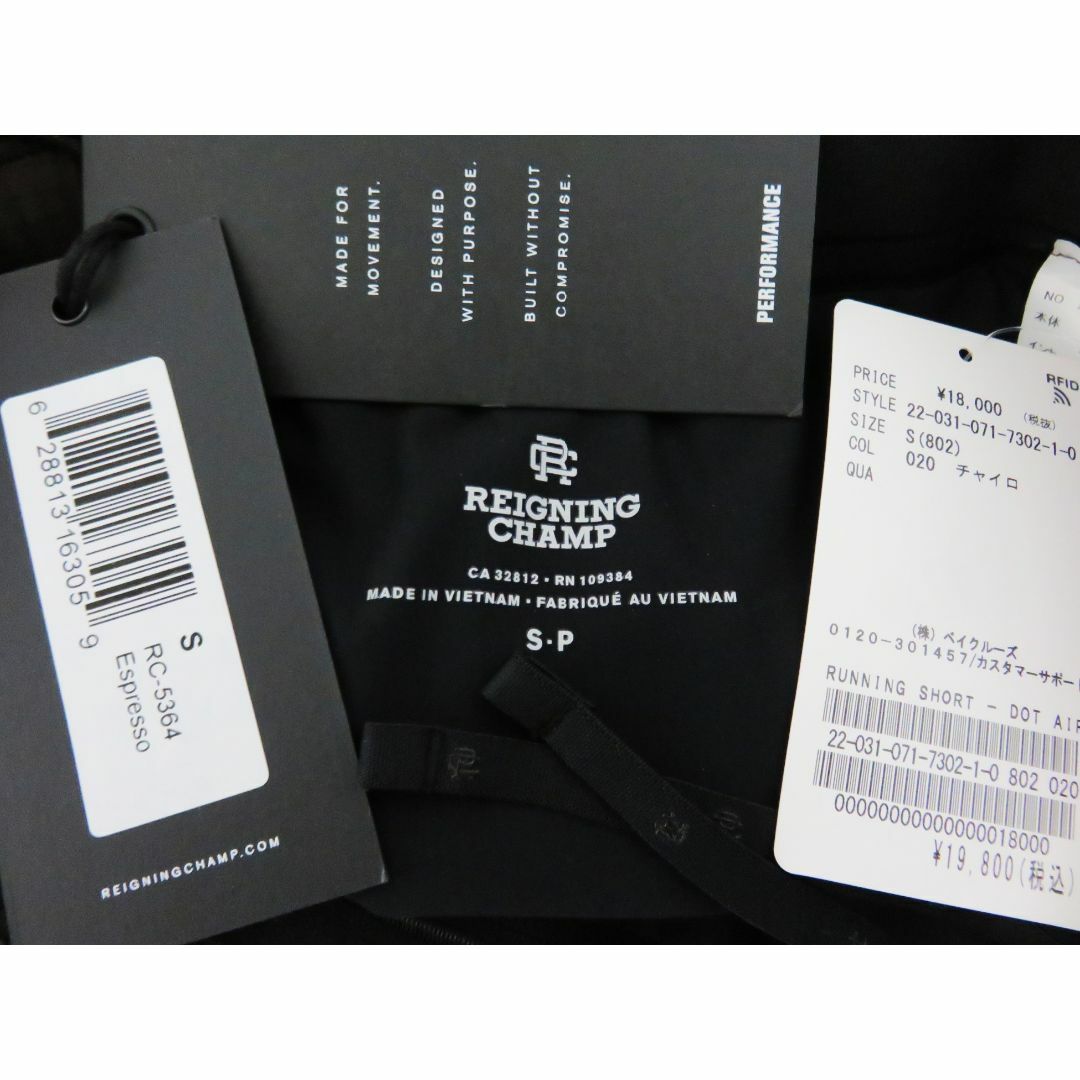 MADE FOR
MOVEMENT.
DESIGNED
WITH PURPOSE.
BUILT WITHOUT
COMPROMISE.
PERFORMANCE
6 28813 16305 9
S
RC-5364
Espresso
REIGNINGCHAMP.COM
RC
REIGNING
CHAMP
CA 32812 • RN 109384
MADE IN VIETNAM • FABRIQUÉ AU VIETNAM
S•P
NO
本体
RFID
PRICE ¥18,000 (税抜)
STYLE 22-031-071-7302-1-0
SIZE S(802)
COL 020 チャイロ
QUA
(株) ベイクルーズ
0120-301457/カスタマーサポー
RUNNING SHORT - DOT AIR
22-031-071-7302-1-0 802 020
¥19,800(税込)